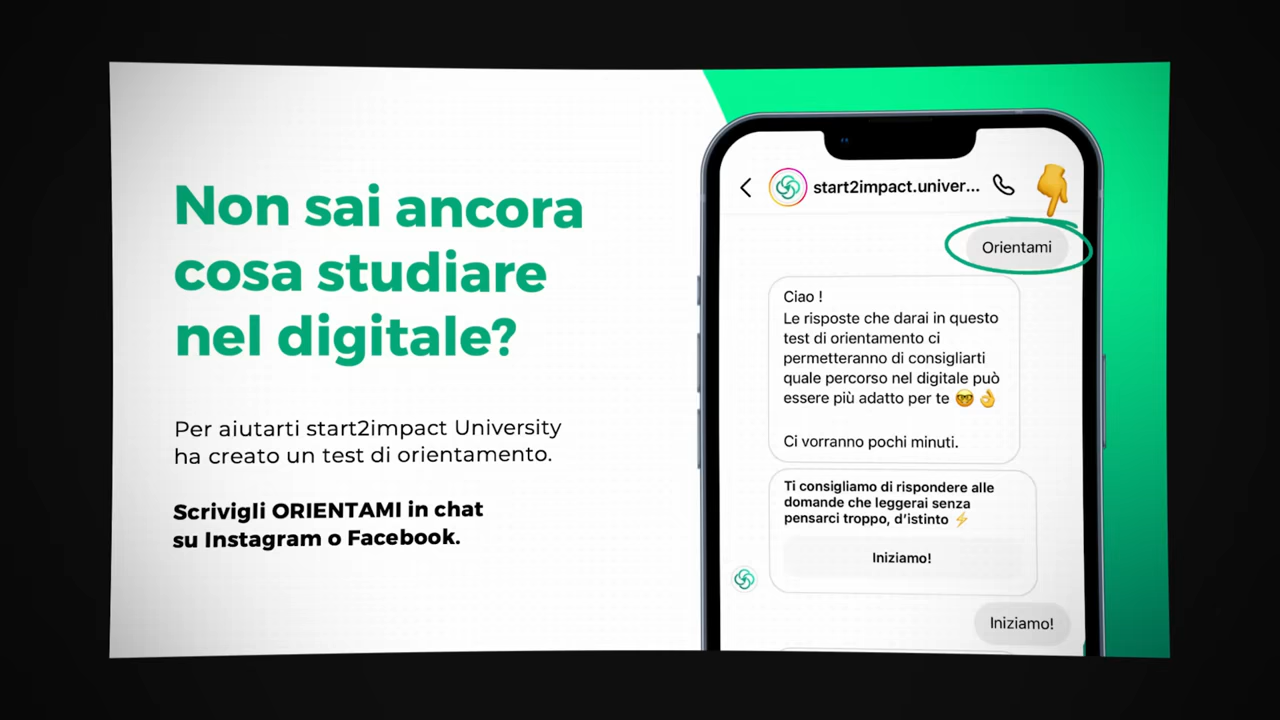 Non sai ancora
cosa studiare
nel digitale?
Per aiutarti start2impact University
ha creato un test di orientamento.
Scrivigli ORIENTAMI in chat
su Instagram o Facebook.
start2impact.univer...
Orientami
Ciao !
Le risposte che darai in questo
test di orientamento ci
permetteranno di consigliarti
quale percorso nel digitale può
essere più adatto per te 🤓 👌
Ci vorranno pochi minuti.
Ti consigliamo di rispondere alle
domande che leggerai senza
pensarci troppo, d'istinto ⚡
Iniziamo!
Iniziamo!